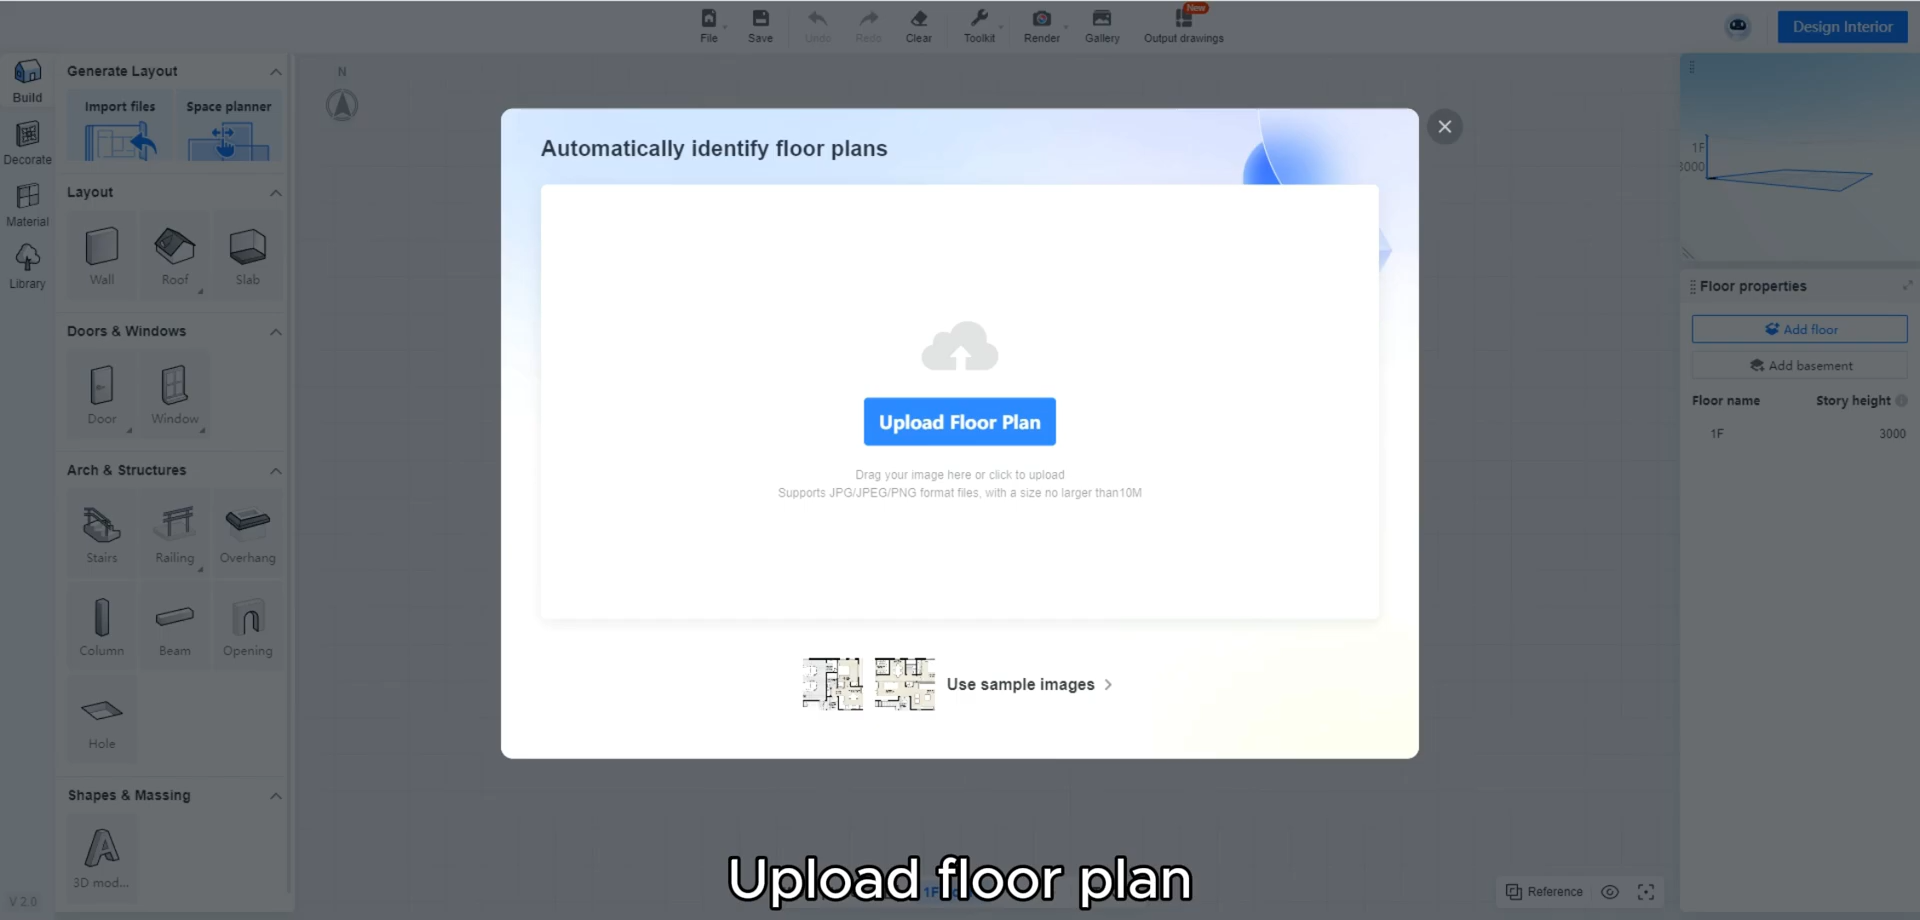 File
Save
Undo
Redo
Clear
Toolkit
Render
Gallery
New
Output drawings
Design Interior
Build
Decorate
Material
Library
V 2.0
Generate Layout
Import files
Space planner
Layout
Wall
Roof
Slab
Doors & Windows
Door
Window
Arch & Structures
Stairs
Railing
Overhang
Column
Beam
Opening
Hole
Shapes & Massing
3D mod...
N
Automatically identify floor plans
Upload Floor Plan
Drag your image here or click to upload
Supports JPG/JPEG/PNG format files, with a size no larger than10M
Use sample images
1F
3000
Floor properties
Add floor
Add basement
Floor name Story height
1F 3000
Reference
1F
Upload floor plan